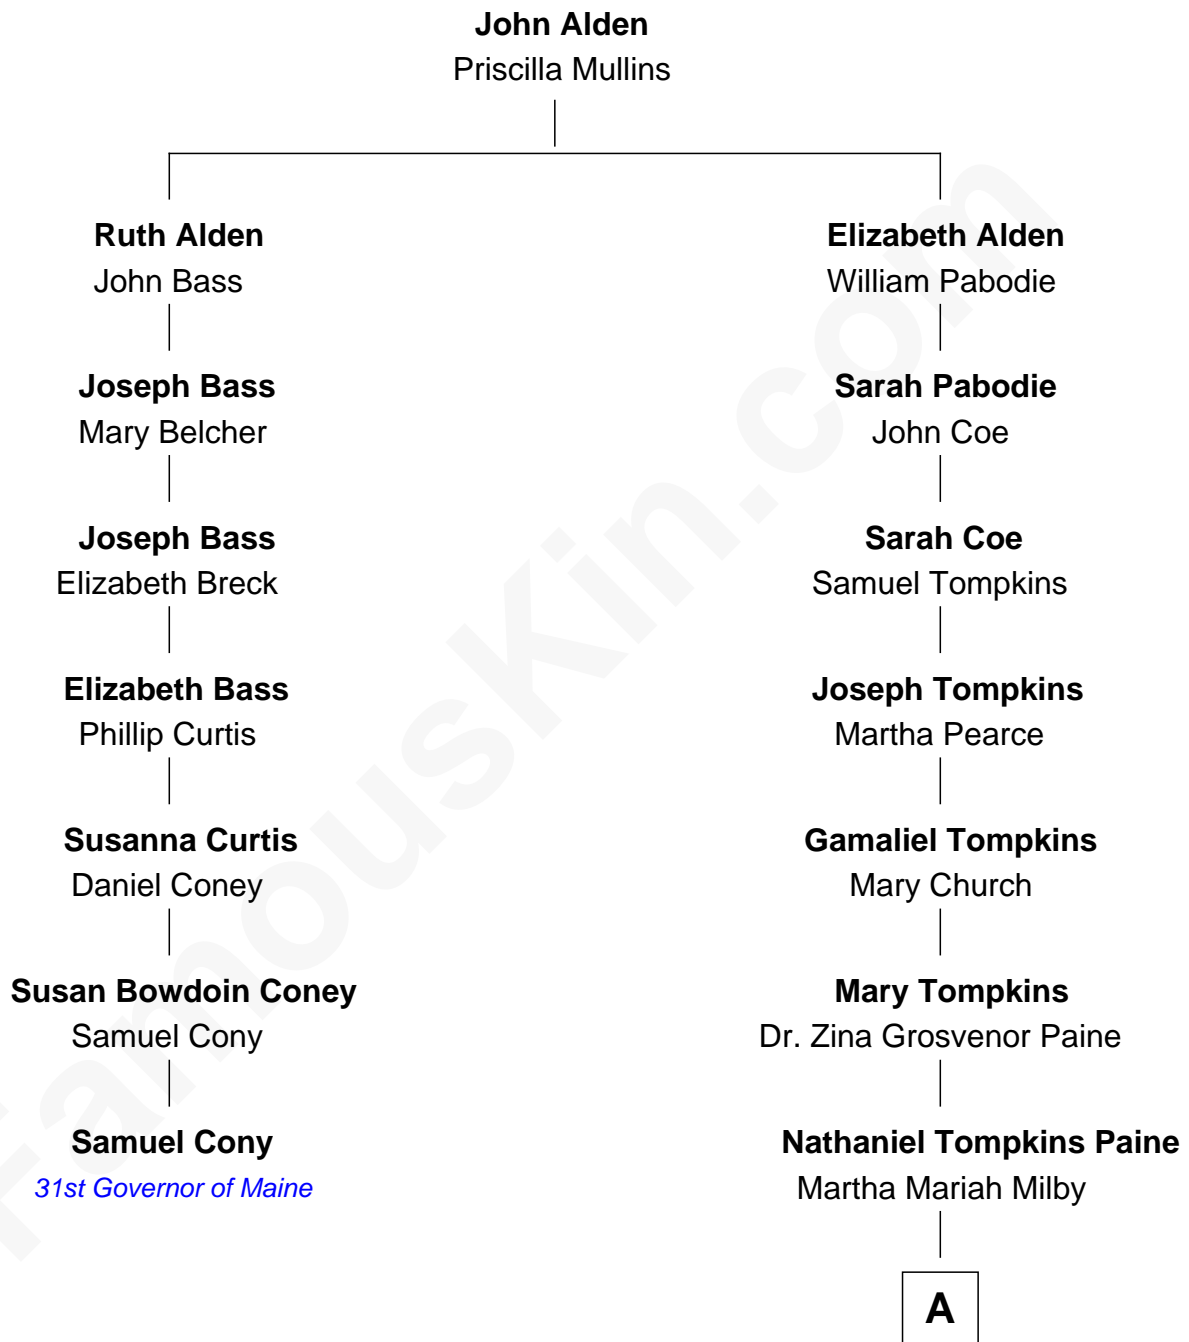 John Alden
Priscilla Mullins
Ruth Alden
John Bass
Elizabeth Alden
William Pabodie
Joseph Bass
Mary Belcher
Sarah Pabodie
John Coe
Joseph Bass
Elizabeth Breck
Sarah Coe
Samuel Tompkins
Elizabeth Bass
Phillip Curtis
Joseph Tompkins
Martha Pearce
Susanna Curtis
Daniel Coney
Gamaliel Tompkins
Mary Church
Susan Bowdoin Coney
Samuel Cony
Mary Tompkins
Dr. Zina Grosvenor Paine
Samuel Cony
31st Governor of Maine
Nathaniel Tompkins Paine
Martha Mariah Milby
A
FamousKin.com